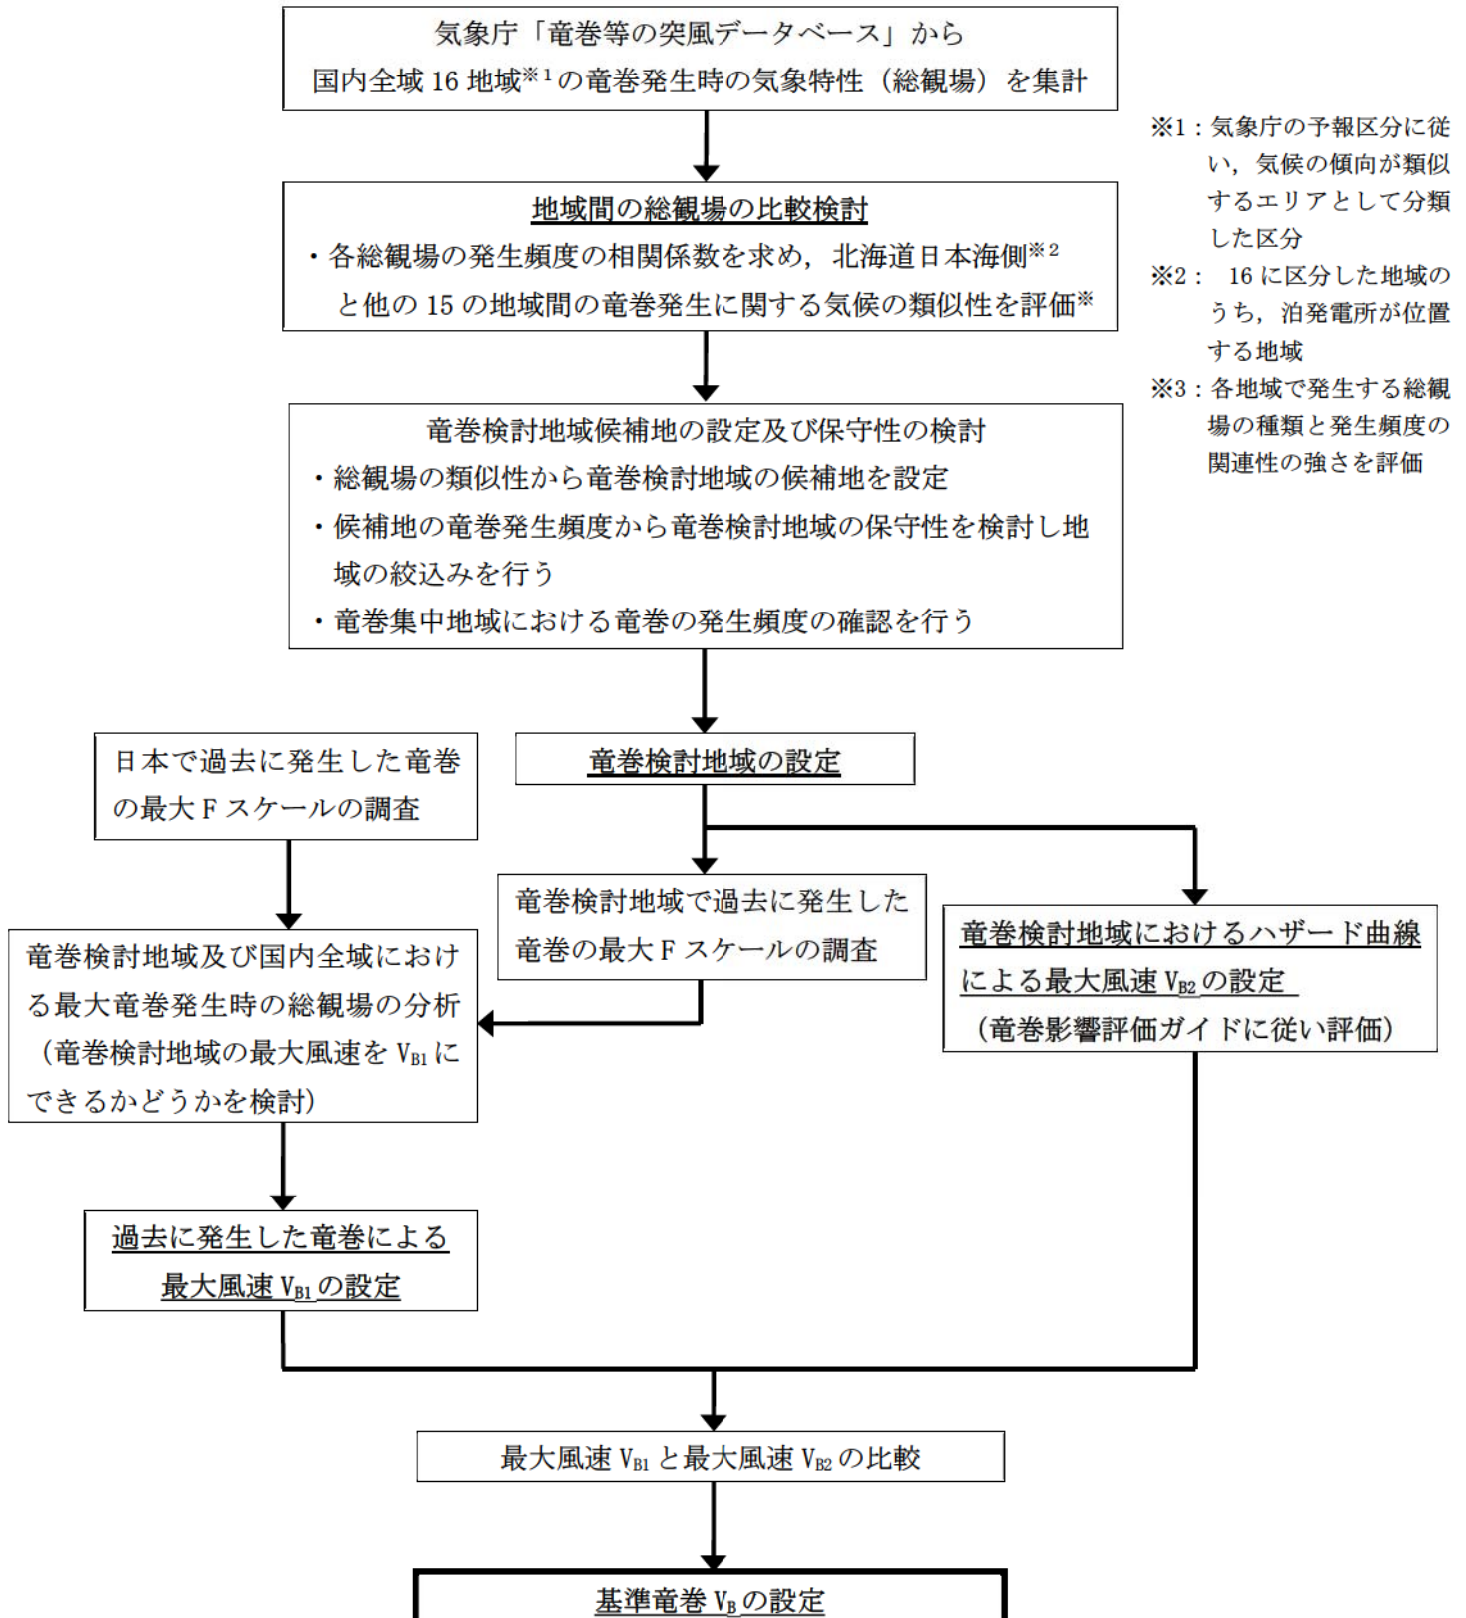 気象庁「竜巻等の突風データベース」から
国内全域 16 地域※1の竜巻発生時の気象特性（総観場）を集計
※1：気象庁の予報区分に従
い，気候の傾向が類似
するエリアとして分類
した区分
※2： 16 に区分した地域の
うち，泊発電所が位置
する地域
※3：各地域で発生する総観
場の種類と発生頻度の
関連性の強さを評価
地域間の総観場の比較検討
・各総観場の発生頻度の相関係数を求め，北海道日本海側※2
と他の 15 の地域間の竜巻発生に関する気候の類似性を評価※
竜巻検討地域候補地の設定及び保守性の検討
・総観場の類似性から竜巻検討地域の候補地を設定
・候補地の竜巻発生頻度から竜巻検討地域の保守性を検討し地
域の絞込みを行う
・竜巻集中地域における竜巻の発生頻度の確認を行う
日本で過去に発生した竜巻
の最大 F スケールの調査
竜巻検討地域の設定
竜巻検討地域で過去に発生した
竜巻の最大 F スケールの調査
竜巻検討地域におけるハザード曲線
による最大風速 VB2 の設定
（竜巻影響評価ガイドに従い評価）
竜巻検討地域及び国内全域におけ
る最大竜巻発生時の総観場の分析
（竜巻検討地域の最大風速を VB1 に
できるかどうかを検討）
過去に発生した竜巻による
最大風速 VB1 の設定
最大風速 VB1 と最大風速 VB2 の比較
基準竜巻 VB の設定